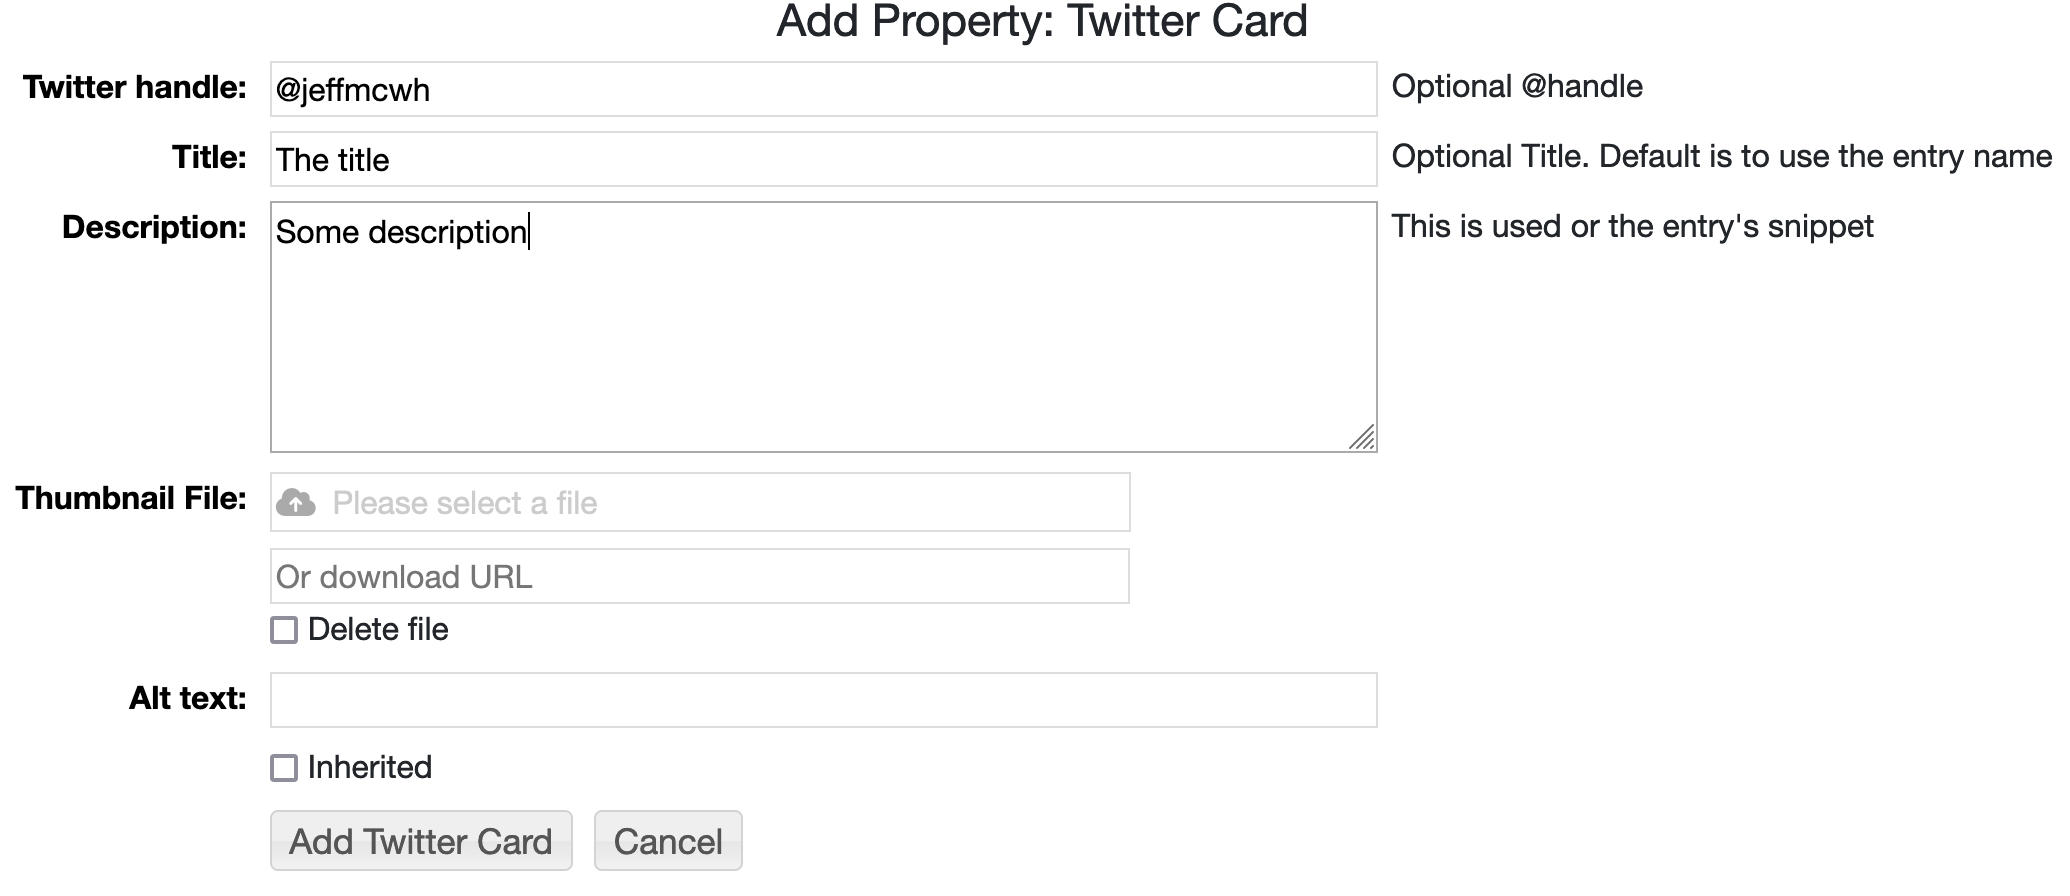 Add Property: Twitter Card
Twitter handle: @jeffmcwh Optional @handle
Title: The title Optional Title. Default is to use the entry name
Description: Some description This is used or the entry's snippet
Thumbnail File: Please select a file
Or download URL
Delete file
Alt text:
Inherited
Add Twitter Card Cancel